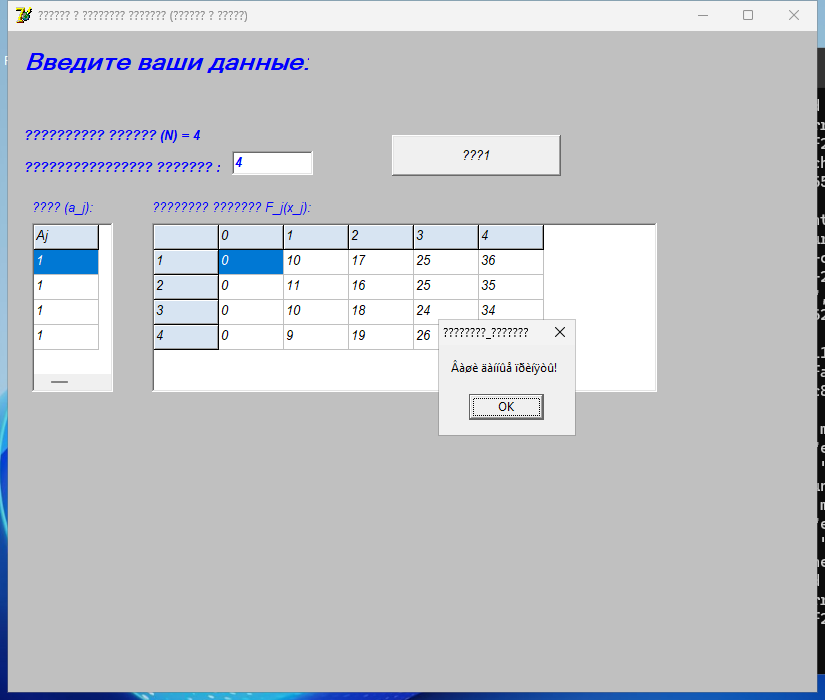 ?????? ? ???????? ??????? (?????? ? ?????)
Введите ваши данные:
?????????? ?????? (N) = 4
???????????????? ??????? : 4
???1
???? (a_j):
???????? ??????? F_j(x_j):
Aj
1
1
1
1
0 1 2 3 4
1 0 10 17 25 36
2 0 11 16 25 35
3 0 10 18 24 34
4 0 9 19 26
????????_???????
Âàøè äàííûå ïðèíÿòû!
OK